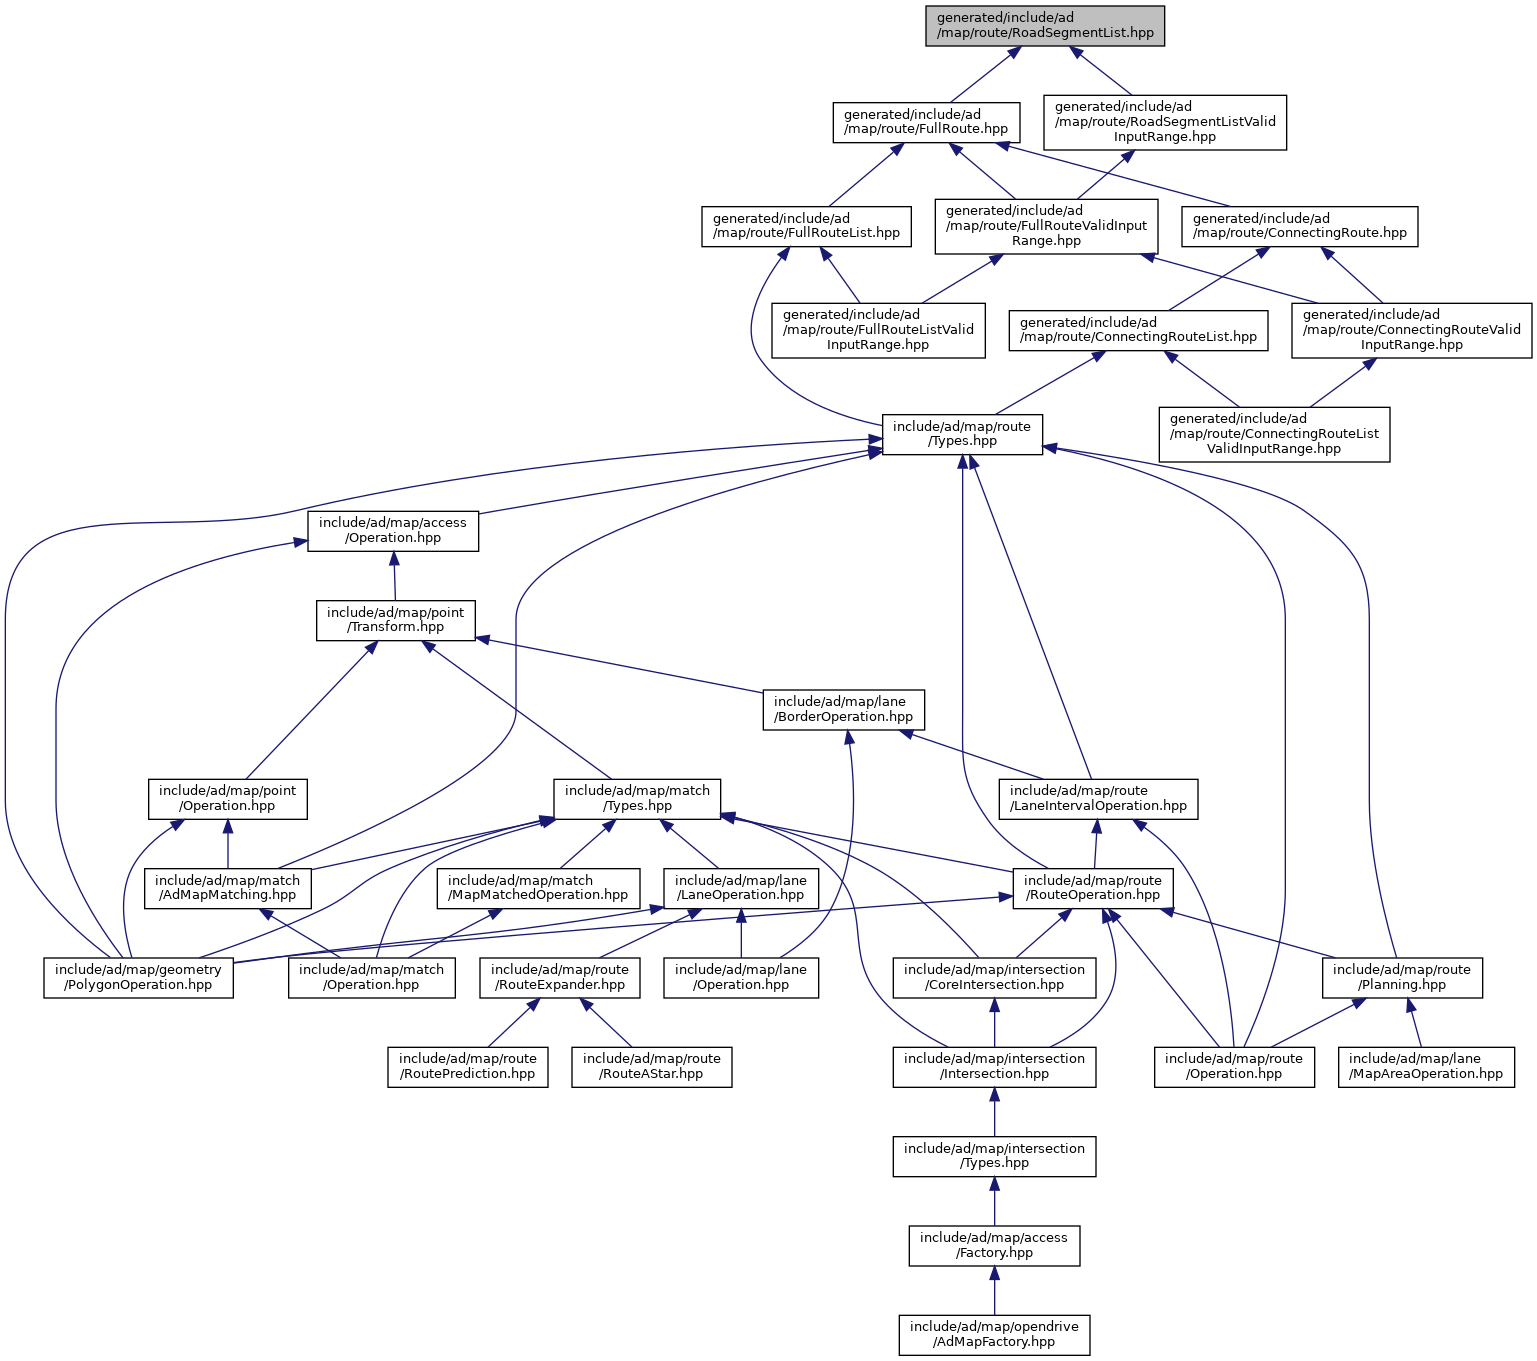 generated/include/ad
/map/route/RoadSegmentList.hpp
generated/include/ad
/map/route/FullRoute.hpp
generated/include/ad
/map/route/RoadSegmentListValid
InputRange.hpp
generated/include/ad
/map/route/FullRouteList.hpp
generated/include/ad
/map/route/FullRouteValidInput
Range.hpp
generated/include/ad
/map/route/ConnectingRoute.hpp
generated/include/ad
/map/route/FullRouteListValid
InputRange.hpp
generated/include/ad
/map/route/ConnectingRouteList.hpp
generated/include/ad
/map/route/ConnectingRouteValid
InputRange.hpp
include/ad/map/route
/Types.hpp
generated/include/ad
/map/route/ConnectingRouteList
ValidInputRange.hpp
include/ad/map/access
/Operation.hpp
include/ad/map/point
/Transform.hpp
include/ad/map/lane
/BorderOperation.hpp
include/ad/map/point
/Operation.hpp
include/ad/map/match
/Types.hpp
include/ad/map/route
/LaneIntervalOperation.hpp
include/ad/map/match
/AdMapMatching.hpp
include/ad/map/match
/MapMatchedOperation.hpp
include/ad/map/lane
/LaneOperation.hpp
include/ad/map/route
/RouteOperation.hpp
include/ad/map/geometry
/PolygonOperation.hpp
include/ad/map/match
/Operation.hpp
include/ad/map/route
/RouteExpander.hpp
include/ad/map/lane
/Operation.hpp
include/ad/map/intersection
/CoreIntersection.hpp
include/ad/map/route
/Planning.hpp
include/ad/map/route
/RoutePrediction.hpp
include/ad/map/route
/RouteAStar.hpp
include/ad/map/intersection
/Intersection.hpp
include/ad/map/route
/Operation.hpp
include/ad/map/lane
/MapAreaOperation.hpp
include/ad/map/intersection
/Types.hpp
include/ad/map/access
/Factory.hpp
include/ad/map/opendrive
/AdMapFactory.hpp